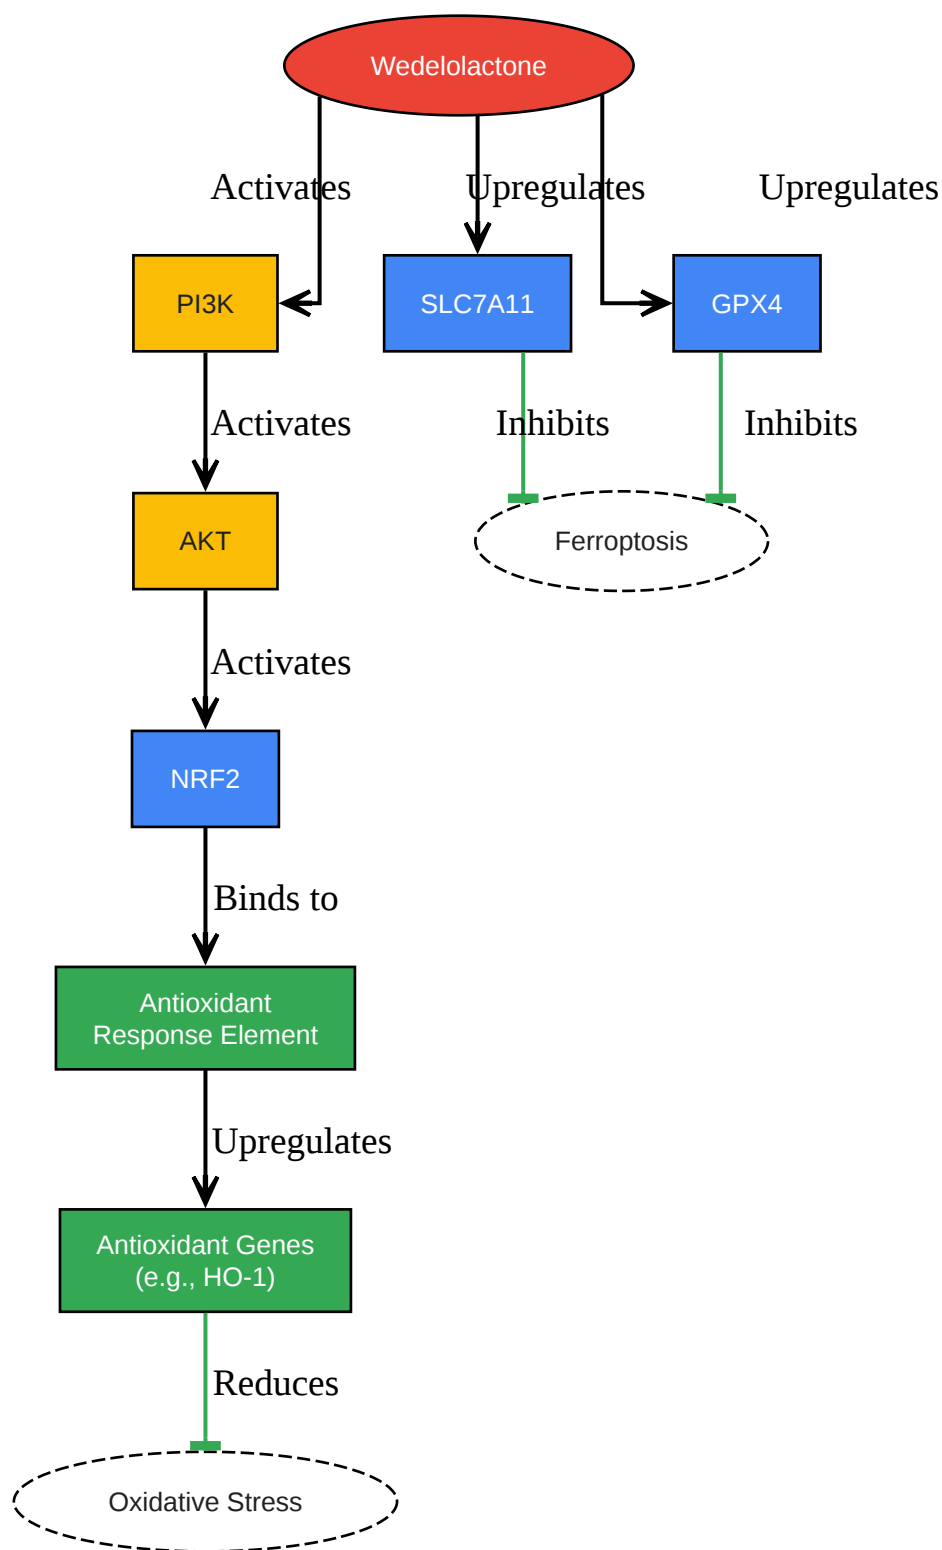 Wedelolactone
Activates
Upregulates
Upregulates
PI3K
SLC7A11
GPX4
Activates
Inhibits
Inhibits
AKT
Ferroptosis
Activates
NRF2
Binds to
Antioxidant
Response Element
Upregulates
Antioxidant Genes
(e.g., HO-1)
Reduces
Oxidative Stress